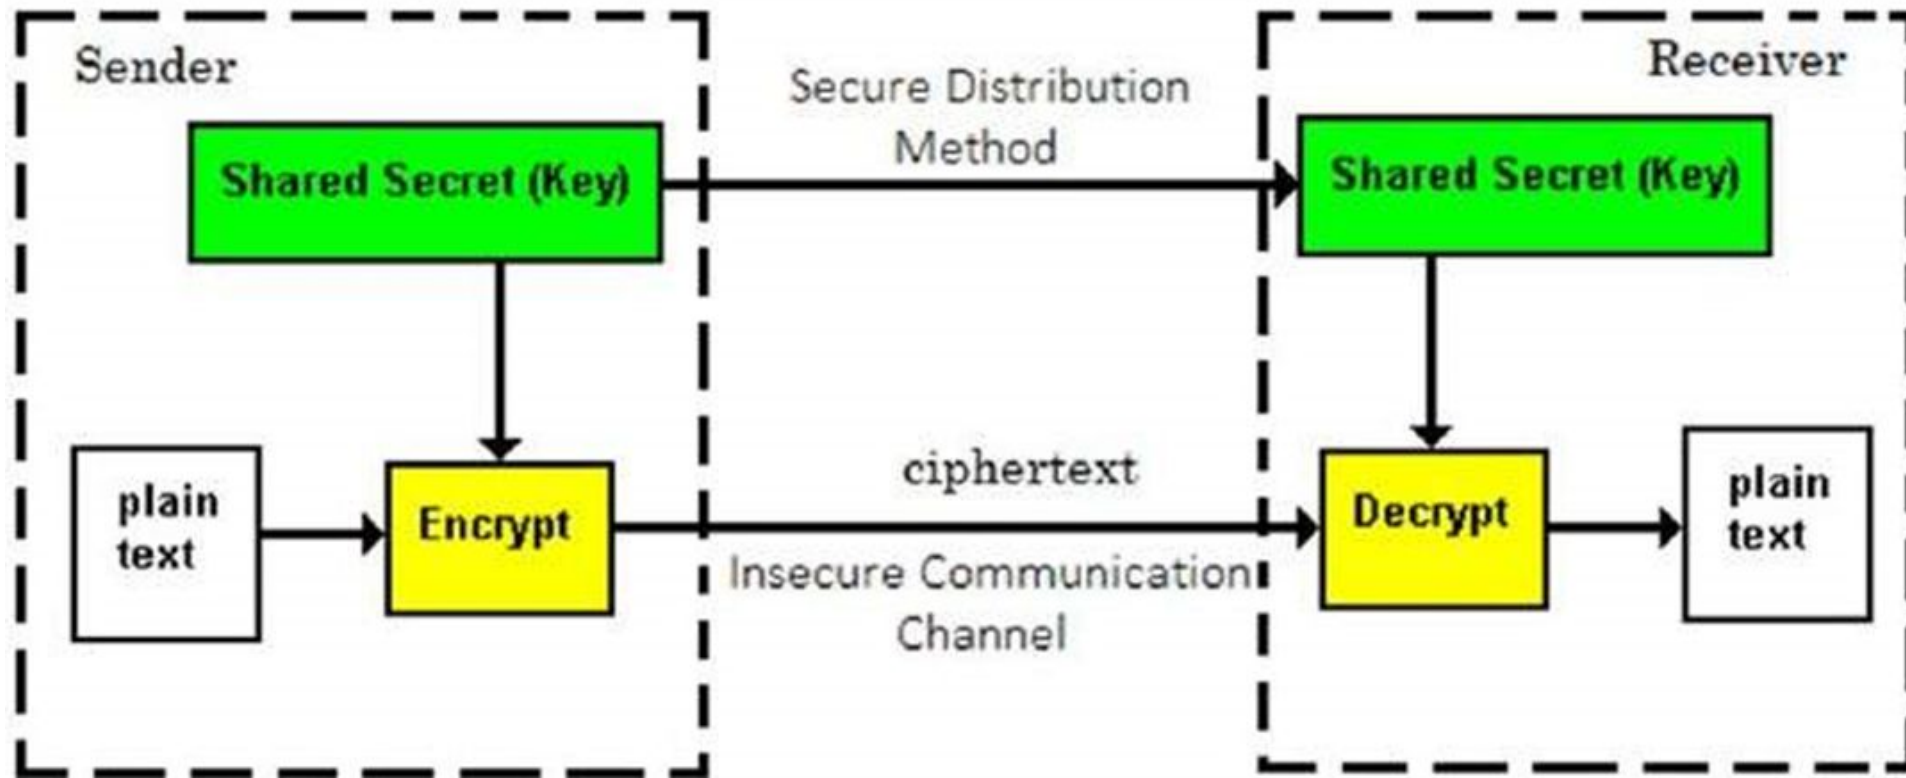 Sender
Receiver
Secure Distribution
Method
Shared Secret (Key)
Shared Secret (Key)
plain
text
Encrypt
ciphertext
Insecure Communication
Channel
Decrypt
plain
text